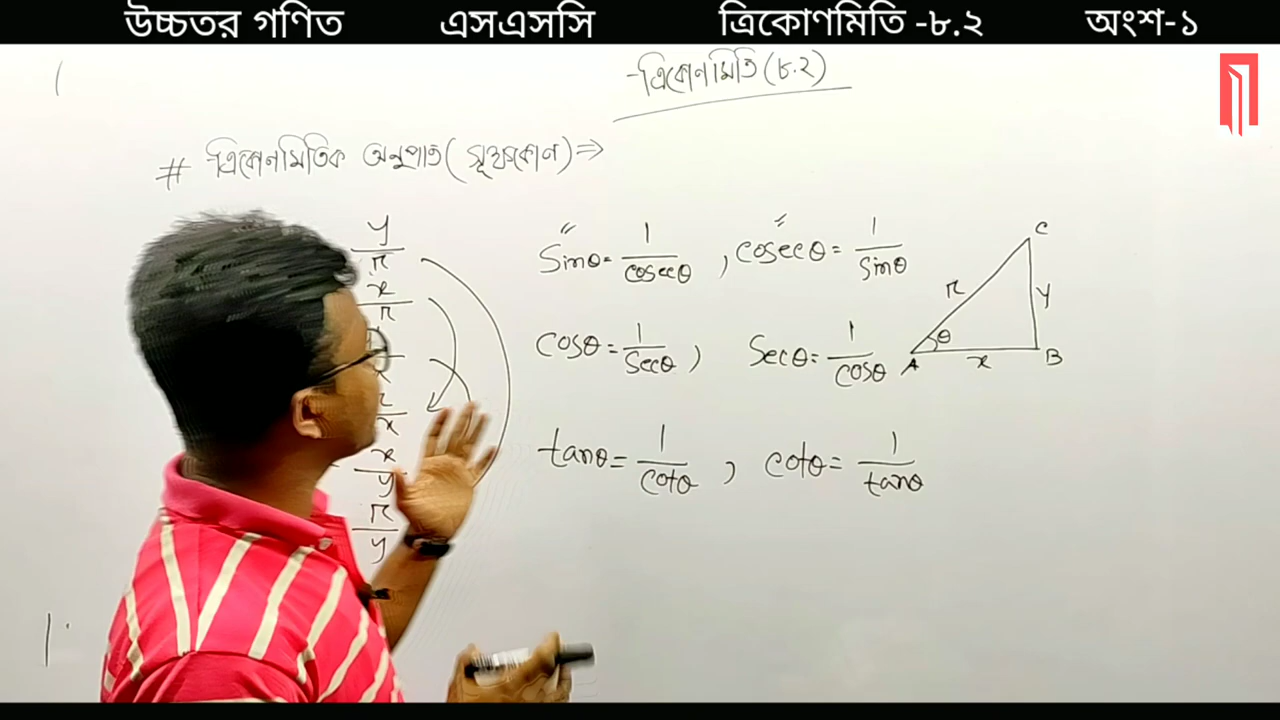 উচ্চতর গণিত এসএসসি ত্রিকোণমিতি -৮.২ অংশ-১
ত্রিকোণমিতি (৮.২)
# ত্রিকোনমিতিক অনুপাত (সূক্ষ্মকোণ) ⇒
y/r
x/r
r/x
x/y
r/y
Sinθ = 1/cosecθ , cosecθ = 1/sinθ
cosθ = 1/secθ , Secθ = 1/cosθ
tanθ = 1/cotθ , cotθ = 1/tanθ
C
r y
θ
A x B